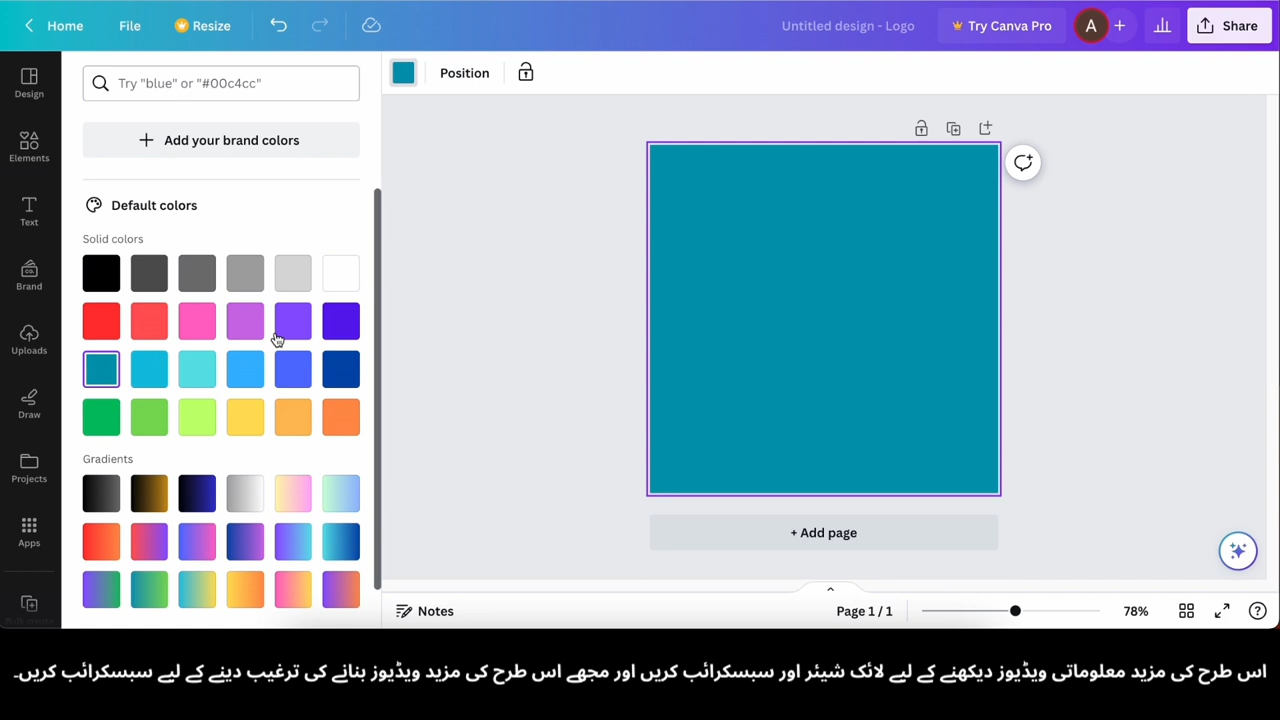 Home
File
Resize
Untitled design - Logo
Try Canva Pro
A
Share
Design
Elements
Text
Brand
Uploads
Draw
Projects
Apps
Try "blue" or "#00c4cc"
Add your brand colors
Default colors
Solid colors
Gradients
Position
+ Add page
Notes
Page 1 / 1
78%
اس طرح کی مزید معلوماتی ویڈیوز دیکھنے کے لیے لائک شیئر اور سبسکرائب کریں اور مجھے اس طرح کی مزید ویڈیوز بنانے کی ترغیب دینے کے لیے سبسکرائب کریں۔